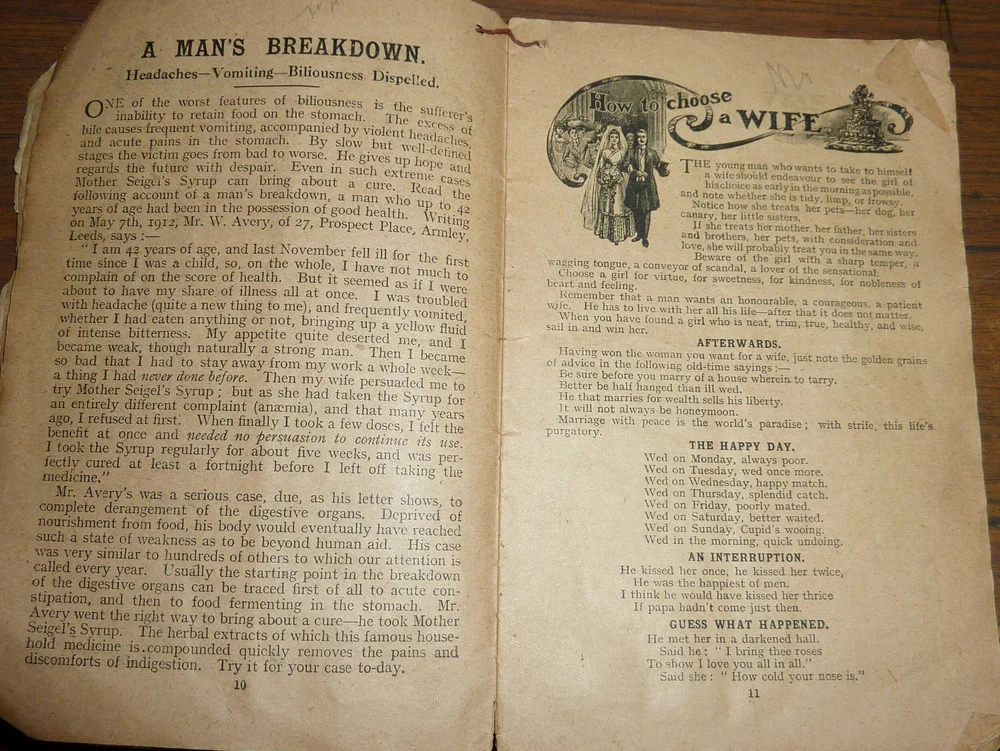 A MAN'S BREAKDOWN.
Headaches—Vomiting—Biliousness Dispelled.
ONE of the worst features of biliousness is the sufferer's
inability to retain food on the stomach. The excess of
bile causes frequent vomiting, accompanied by violent headaches,
and acute pains in the stomach. By slow but well-defined
stages the victim goes from bad to worse. He gives up hope and
regards the future with despair. Even in such extreme cases
Mother Seigel's Syrup can bring about a cure. Read the
following account of a man's breakdown, a man who up to 42
years of age had been in the possession of good health. Writing
on May 7th, 1912, Mr. W. Avery, of 27, Prospect Place, Armley,
Leeds, says :—
" I am 42 years of age, and last November fell ill for the first
time since I was a child, so, on the whole, I have not much to
complain of on the score of health. But it seemed as if I were
about to have my share of illness all at once. I was troubled
with headache (quite a new thing to me), and frequently vomited,
whether I had eaten anything or not, bringing up a yellow fluid
of intense bitterness. My appetite quite deserted me, and I
became weak, though naturally a strong man. Then I became
so bad that I had to stay away from my work a whole week—
a thing I had never done before. Then my wife persuaded me to
try Mother Seigel's Syrup ; but as she had taken the Syrup for
an entirely different complaint (anæmia), and that many years
ago, I refused at first. When finally I took a few doses, I felt the
benefit at once and needed no persuasion to continue its use.
I took the Syrup regularly for about five weeks, and was per-
fectly cured at least a fortnight before I left off taking the
medicine."
Mr. Avery's was a serious case, due, as his letter shows, to
complete derangement of the digestive organs. Deprived of
nourishment from food, his body would eventually have reached
such a state of weakness as to be beyond human aid. His case
was very similar to hundreds of others to which our attention is
called every year. Usually the starting point in the breakdown
of the digestive organs can be traced first of all to acute con-
stipation, and then to food fermenting in the stomach. Mr.
Avery went the right way to bring about a cure—he took Mother
Seigel's Syrup. The herbal extracts of which this famous house-
hold medicine is compounded quickly removes the pains and
discomforts of indigestion. Try it for your case to-day.
10
How to choose
a WIFE
THE young man who wants to take to himself
a wife should endeavour to see the girl of
his choice as early in the morning as possible,
and note whether she is tidy, limp, or frowsy.
Notice how she treats her pets—her dog, her
canary, her little sisters.
If she treats her mother, her father, her sisters
and brothers, her pets, with consideration and
love, she will probably treat you in the same way.
Beware of the girl with a sharp temper, a
wagging tongue, a conveyor of scandal, a lover of the sensational.
Choose a girl for virtue, for sweetness, for kindness, for nobleness of
heart and feeling.
Remember that a man wants an honourable, a courageous, a patient
wife. He has to live with her all his life—after that it does not matter.
When you have found a girl who is neat, trim, true, healthy, and wise,
sail in and win her.
AFTERWARDS.
Having won the woman you want for a wife, just note the golden grains
of advice in the following old-time sayings :—
Be sure before you marry of a house wherein to tarry.
Better be half hanged than ill wed.
He that marries for wealth sells his liberty.
It will not always be honeymoon.
Marriage with peace is the world's paradise ; with strife, this life's
purgatory.
THE HAPPY DAY.
Wed on Monday, always poor.
Wed on Tuesday, wed once more.
Wed on Wednesday, happy match.
Wed on Thursday, splendid catch.
Wed on Friday, poorly mated.
Wed on Saturday, better waited.
Wed on Sunday, Cupid's wooing.
Wed in the morning, quick undoing.
AN INTERRUPTION.
He kissed her once, he kissed her twice,
He was the happiest of men.
I think he would have kissed her thrice
If papa hadn't come just then.
GUESS WHAT HAPPENED.
He met her in a darkened hall.
Said he : " I bring thee roses
To show I love you all in all."
Said she : " How cold your nose is."
11